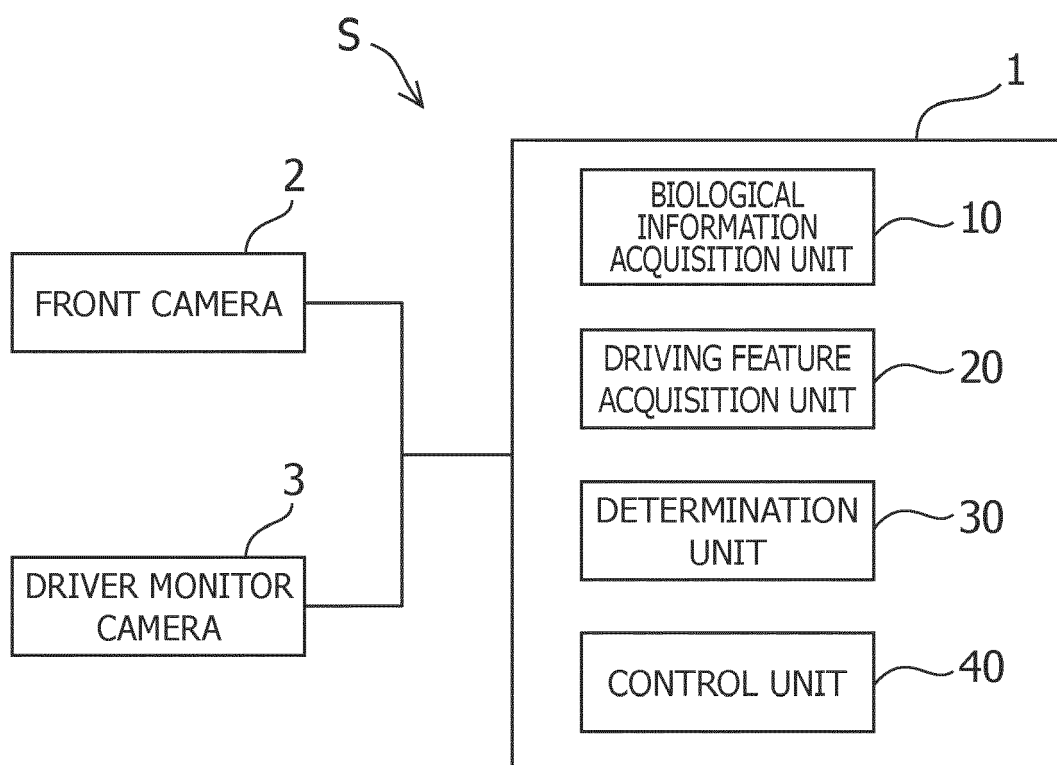 S
1
2
FRONT CAMERA
3
DRIVER MONITOR
CAMERA
BIOLOGICAL
INFORMATION
ACQUISITION UNIT
10
DRIVING FEATURE
ACQUISITION UNIT
20
DETERMINATION
UNIT
30
CONTROL UNIT
40